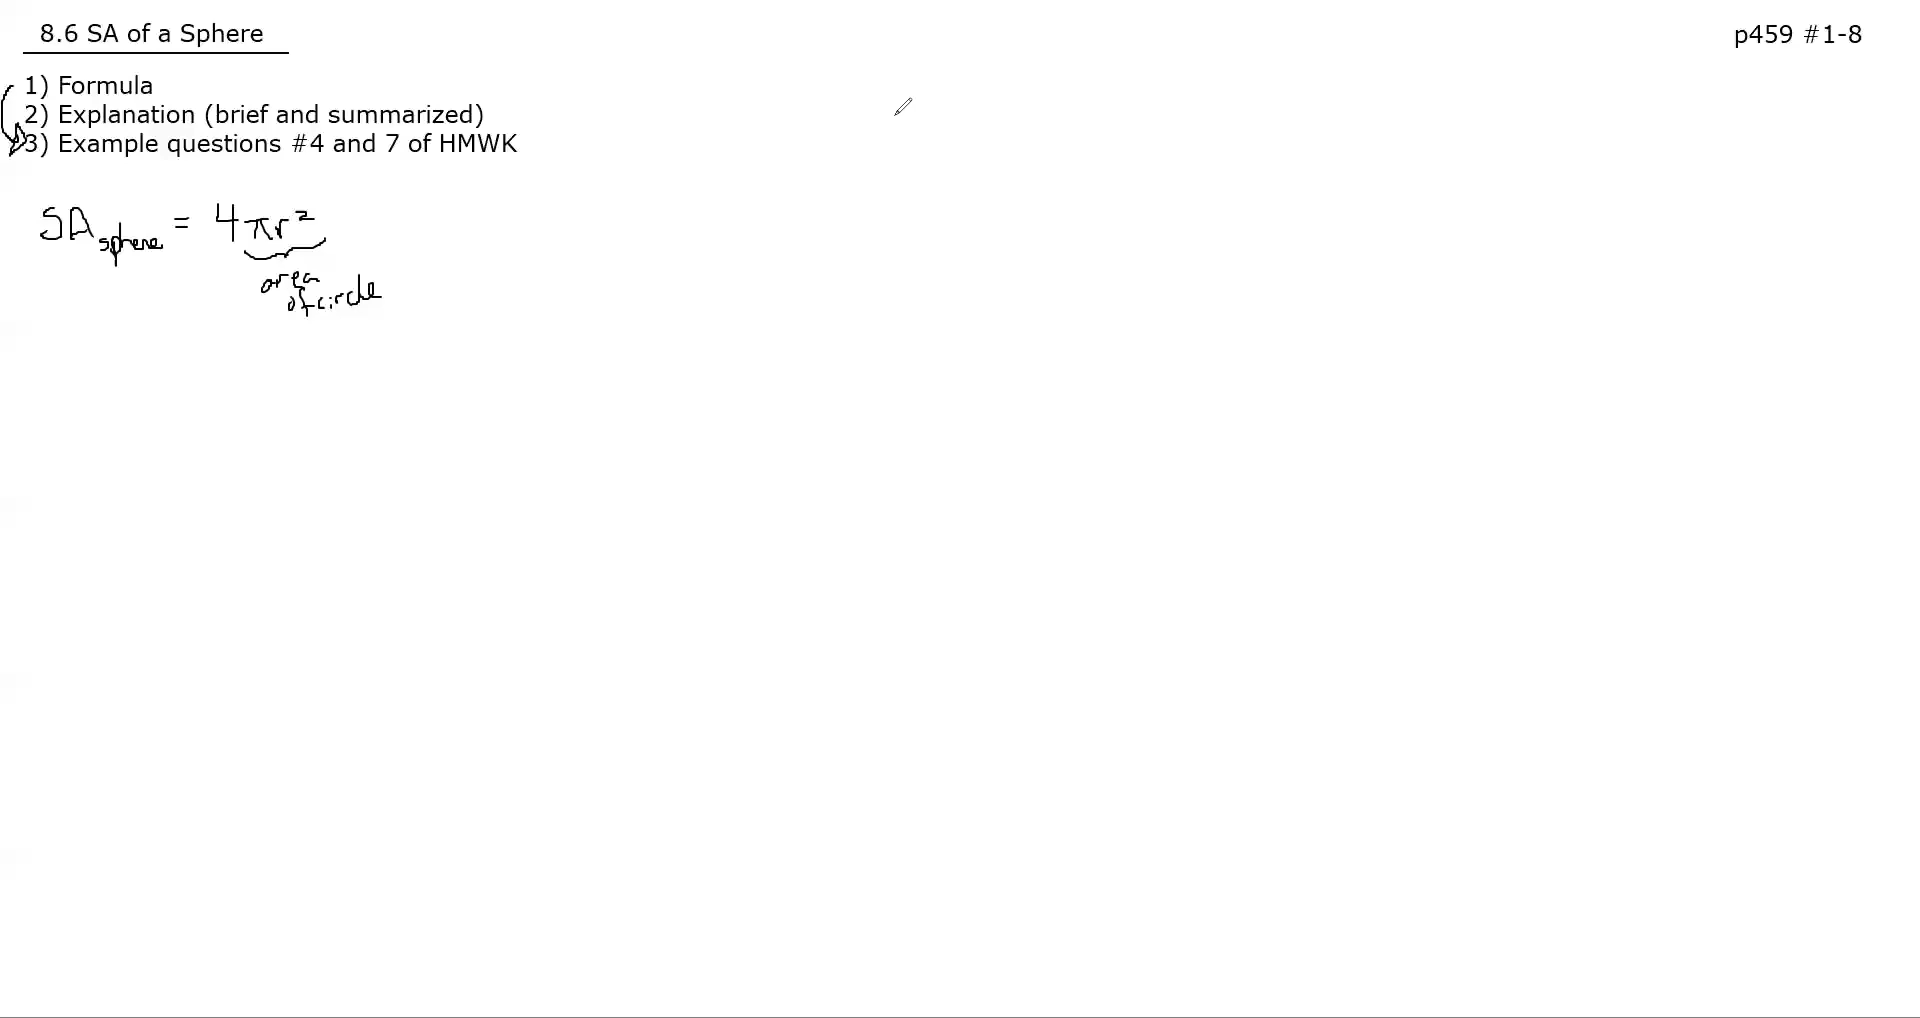 8.6 SA of a Sphere
p459 #1-8
1) Formula
2) Explanation (brief and summarized)
3) Example questions #4 and 7 of HMWK
SA sphere = 4πr²
area
of circle